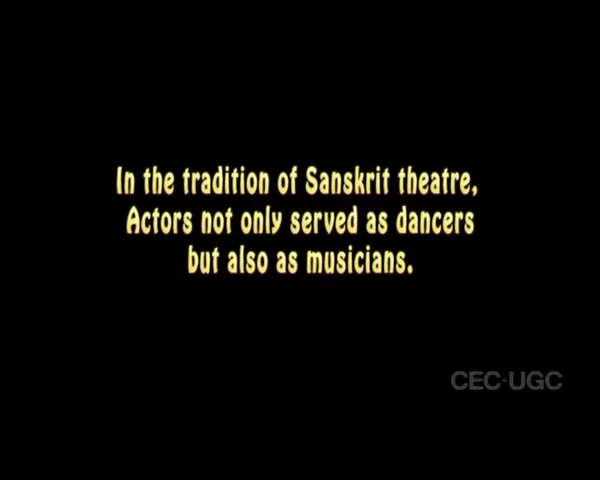 In the tradition of Sanskrit theatre,
Actors not only served as dancers
but also as musicians.
CEC-UGC